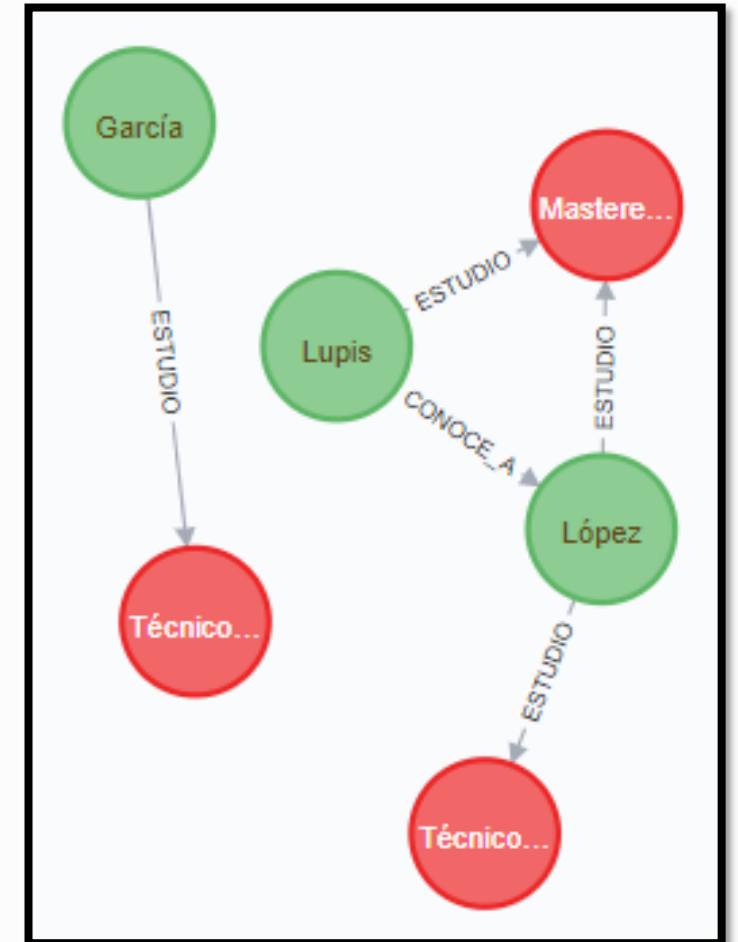 García
Mastere...
ESTUDIO
Lupis
ESTUDIO
ESTUDIO
CONOCE_A
López
Técnico...
ESTUDIO
Técnico...